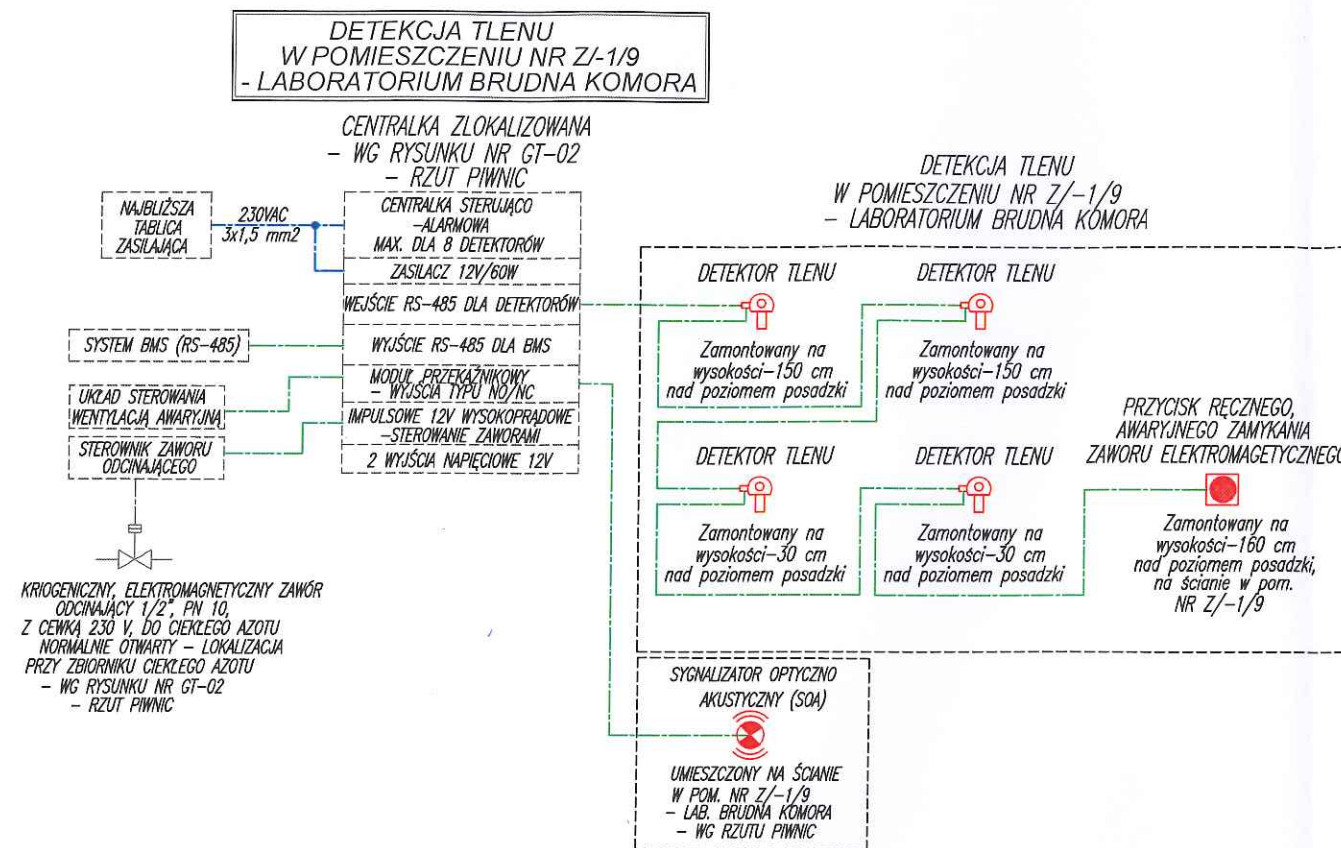 DETEKCJA TLENU
W POMIESZCZENIU NR Z/-1/9
- LABORATORIUM BRUDNA KOMORA
CENTRALKA ZLOKALIZOWANA
- WG RYSUNKU NR GT-02
- RZUT PIWNIC
NAJBLIŻSZA
TABLICA
ZASILAJĄCA
230VAC
3x1,5 mm2
CENTRALKA STERUJĄCO
-ALARMOWA
MAX. DLA 8 DETEKTORÓW
ZASILACZ 12V/60W
WEJŚCIE RS-485 DLA DETEKTORÓW
SYSTEM BMS (RS-485)
WYJŚCIE RS-485 DLA BMS
UKŁAD STEROWANIA
WENTYLACJĄ AWARYJNĄ
MODUŁ PRZEKAŹNIKOWY
- WYJŚCIA TYPU NO/NC
STEROWNIK ZAWORU
ODCINAJĄCEGO
IMPULSOWE 12V WYSOKOPRĄDOWE
-STEROWANIE ZAWORAMI
2 WYJŚCIA NAPIĘCIOWE 12V
KRIOGENICZNY, ELEKTROMAGNETYCZNY ZAWÓR
ODCINAJĄCY 1/2", PN 10,
Z CEWKĄ 230 V, DO CIEKŁEGO AZOTU
NORMALNIE OTWARTY - LOKALIZACJA
PRZY ZBIORNIKU CIEKŁEGO AZOTU
- WG RYSUNKU NR GT-02
- RZUT PIWNIC
DETEKCJA TLENU
W POMIESZCZENIU NR Z/-1/9
- LABORATORIUM BRUDNA KOMORA
DETEKTOR TLENU
Zamontowany na
wysokości-150 cm
nad poziomem posadzki
DETEKTOR TLENU
Zamontowany na
wysokości-150 cm
nad poziomem posadzki
DETEKTOR TLENU
Zamontowany na
wysokości-30 cm
nad poziomem posadzki
DETEKTOR TLENU
Zamontowany na
wysokości-30 cm
nad poziomem posadzki
PRZYCISK RĘCZNEGO,
AWARYJNEGO ZAMYKANIA
ZAWORU ELEKTROMAGETYCZNEGO
Zamontowany na
wysokości-160 cm
nad poziomem posadzki,
na ścianie w pom.
NR Z/-1/9
SYGNALIZATOR OPTYCZNO
AKUSTYCZNY (SOA)
UMIESZCZONY NA ŚCIANIE
W POM. NR Z/-1/9
- LAB. BRUDNA KOMORA
- WG RZUTU PIWNIC